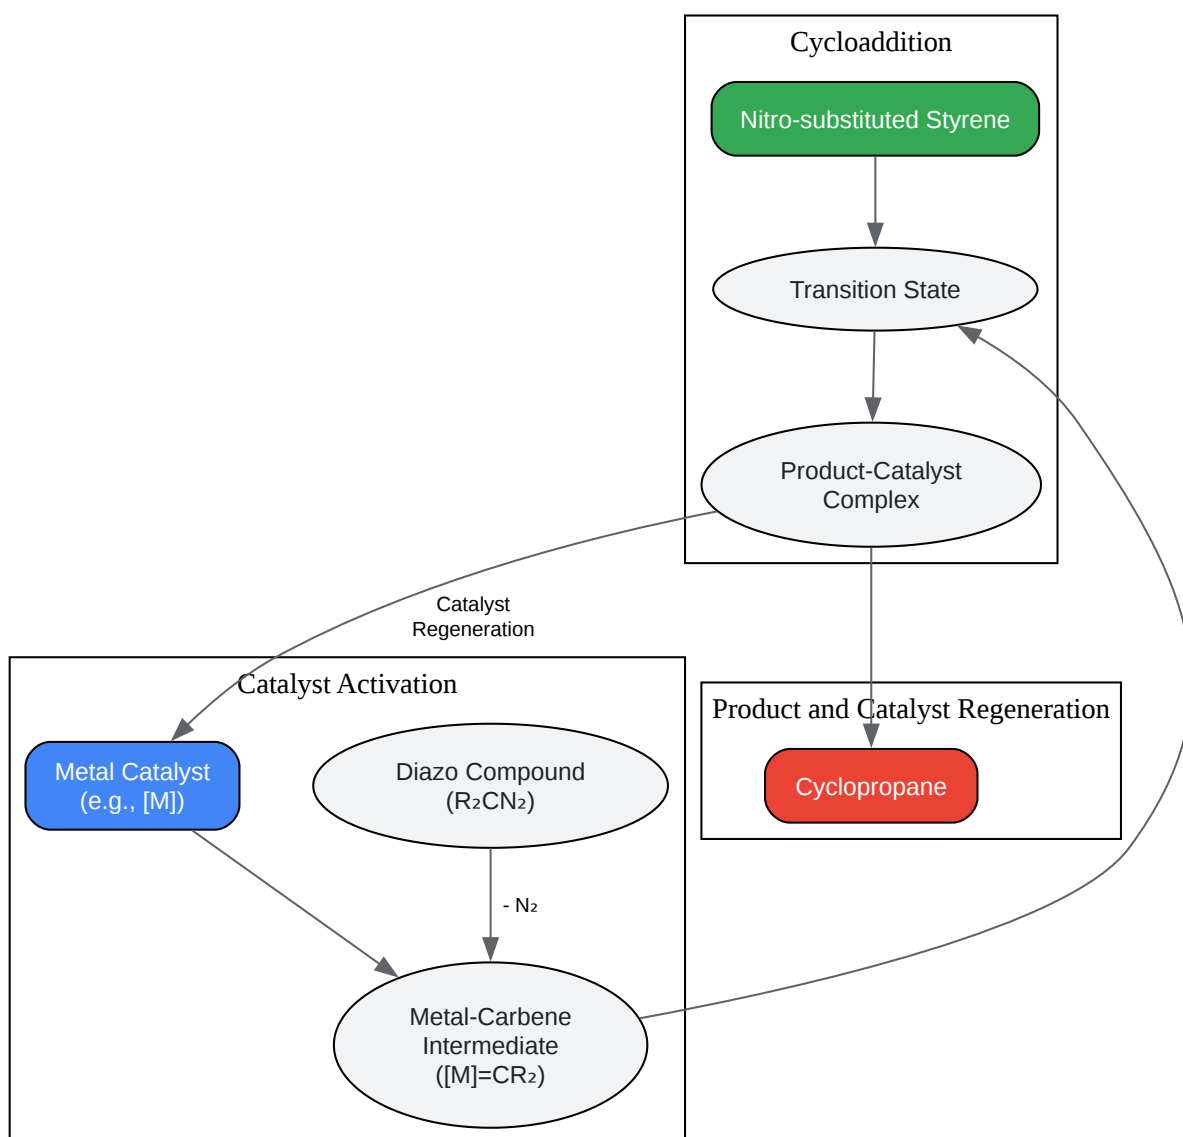 Cycloaddition
Nitro-substituted Styrene
Transition State
Product-Catalyst
Complex
Catalyst
Regeneration
Catalyst Activation
Metal Catalyst
(e.g., [M])
Diazo Compound
(R₂CN₂)
- N₂
Metal-Carbene
Intermediate
([M]=CR₂)
Product and Catalyst Regeneration
Cyclopropane